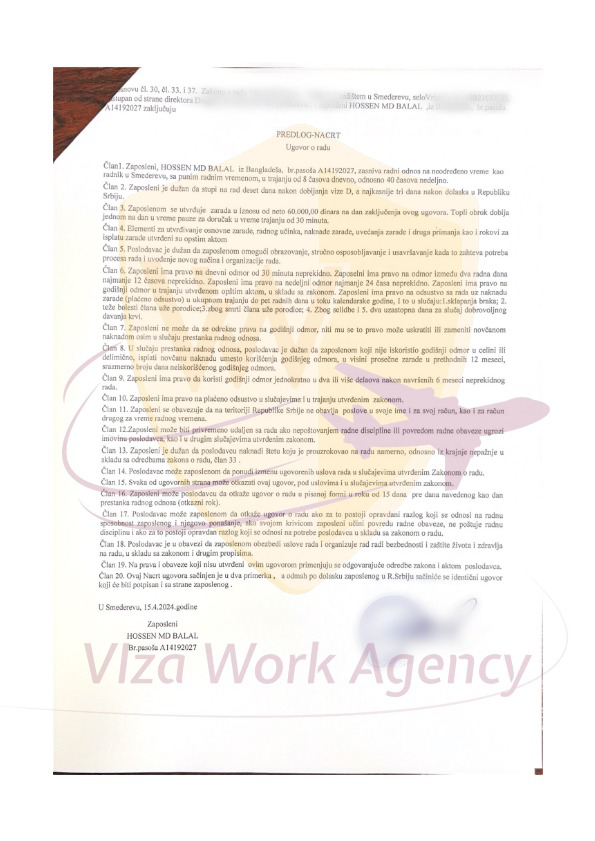 cl. 30, čl. 33, i 37.
u Smederevu,
strane direktora
HOSSEN MD BALAL
A14192027 zaključuju
PREDLOG-NACRT
Ugovor o radu
Član1. Zaposleni, HOSSEN MD BALAL iz Bangladeša, br.pasoša A14192027, zasniva radni odnos na neodređeno vreme kao
radnik u Smederevu, sa punim radnim vremenom, u trajanju od 8 časova dnevno, odnosno 40 časova nedeljno.
Član 2. Zaposleni je dužan da stopi na rad deset dana nakon dobijanja vize D, a najkasnije tri dana nakon dolaska u Republiku
Srbiju.
Član 3. Zaposlenom se utvrđuje zarada u iznosu od neto 60.000,00 dinara na dan zaključenja ovog ugovora. Topli obrok dobija
jednom na dan u vreme pauze za doručak u vremenu trajanja od 30 minuta.
Član 4. Elementi za utvrđivanje osnovne zarade, radnog učinka, naknade zarade, uvećanja zarade i druga primanja kao i rokovi za
isplatu zarade utvrđeni su opštim aktom
Član 5. Poslodavac je dužan da zaposlenom omogući obrazovanje, stručno osposobljavanje i usavršavanje kada to zahteva potreba
procesa rada i uvođenje novog načina i organizacije rada.
Član 6. Zaposleni ima pravo na dnevni odmor od 30 minuta neprekidno. Zaposelni ima pravo na odmor između dva radna dana
najmanje 12 časova neprekidno. Zaposleni ima pravo na nedeljni odmor najmanje 24 časa neprekidno. Zaposleni ima pravo na
godišnji odmor u trajanju utvrđenom opštim aktom, u skladu sa zakonom. Zaposleni ima pravo na odsustvo sa rada uz naknadu
zarade (plaćeno odsustvo) u ukupnom trajanju do pet radnih dana u toku kalendarske godine, I to u slučaju:1.sklapanja braka; 2.
teže bolesti člana uže porodice;3.zbog smrti člana uže porodice; 4. Zbog selidbe i 5. dva uzastopna dana za slučaj dobrovoljnog
davanja krvi.
Član 7. Zaposleni ne može da se odrekne prava na godišnji odmor, niti mu se to pravo može uskratiti ili zameniti novčanom
naknadom osim u slučaju prestanka radnog odnosa.
Član 8. U slučaju prestanka radnog odnosa, poslodavac je dužan da zaposlenom koji nije iskoristio godišnji odmor u celini ili
delimično, isplati novčanu naknadu umesto korišćenja godišnjeg odmora, u visini prosečne zarade u prethodnih 12 meseci,
srazmerno broju dana neiskorišćenog godišnjeg odmora.
Član 9. Zaposleni ima pravo da koristi godišnji odmor jednokratno u dva ili više delaova nakon navršenih 6 meseci neprekidnog
rada.
Član 10. Zaposleni ima pravo na plaćeno odsustvo u slučajevima I u trajanju utvrđenim zakonom.
Član 11. Zaposleni se obavezuje da na teritoriji Republike Srbije ne obavlja poslove u svoje ime i za svoj račun, kao i za račun
drugog za vreme radnog vremena.
Član 12.Zaposleni može biti privremeno udaljen sa rada ako nepoštovanjem radne discipline ili povredom radne obaveze ugrozi
imovinu poslodavca, kao i u drugim slučajevima utvrđenim zakonom.
Član 13. Zaposleni je dužan da poslodavcu naknadi štetu koju je prouzrokovao na radu namerno, odnosno iz krajnje nepažnje u
skladu sa odredbama zakona o radu, član 33 .
Član 14. Poslodavac može zaposlenom da ponudi izmenu ugovorenih uslova rada u slučajevima utvrđenim Zakonom o radu.
Član 15. Svaka od ugovornih strana može otkazati ovaj ugovor, pod uslovima i u slučajevima utvrđenim zakonom.
Član 16. Zaposleni može poslodavcu da otkaže ugovor o radu u pisanoj formi u roku od 15 dana pre dana navedenog kao dan
prestanka radnog odnosa (otkazni rok).
Član 17. Poslodavac može zaposlenom da otkaže ugovor o radu ako za to postoji opravdani razlog koji se odnosi na radnu
sposobnost zaposlenog i njegovo ponašanje, ako svojom krivicom zaposleni učini povredu radne obaveze, ne poštuje radnu
disciplinu i ako za to postoji opravdan razlog koji se odnosi na potrebe poslodavca u skladu sa zakonom o radu.
Član 18. Poslodavac je u obavezi da zaposlenom obezbedi uslove rada i organizuje rad radi bezbednosti i zaštite života i zdravlja
na radu, u skladu sa zakonom i drugim propisima.
Član 19. Na prava i obaveze koji nisu utvrđeni ovim ugovorom primenjuju se odgovarajuće odredbe zakona i aktom poslodavca.
Član 20. Ovaj Nacrt ugovora sačinjen je u dva primerka , a odmah po dolasku zaposlenog u R.Srbiju sačiniće se identični ugovor
koji će biti potpisan i sa strane zaposlenog .
U Smederevu, 15.4.2024.godine
Zaposleni
HOSSEN MD BALAL
Br.pasoša A14192027
VIza Work Agency